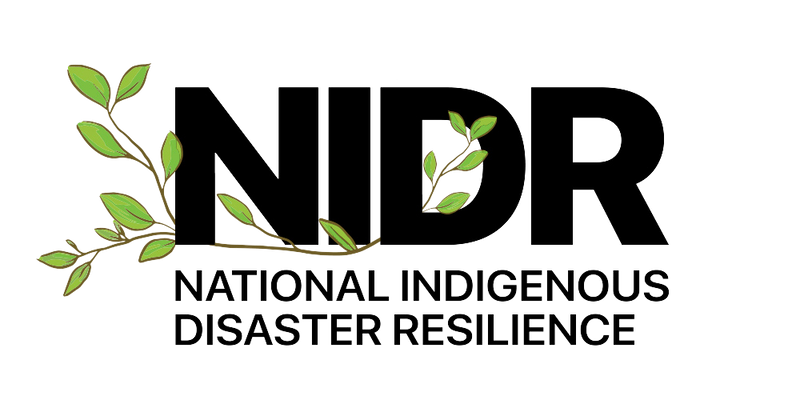 NIDR
NATIONAL INDIGENOUS
DISASTER RESILIENCE